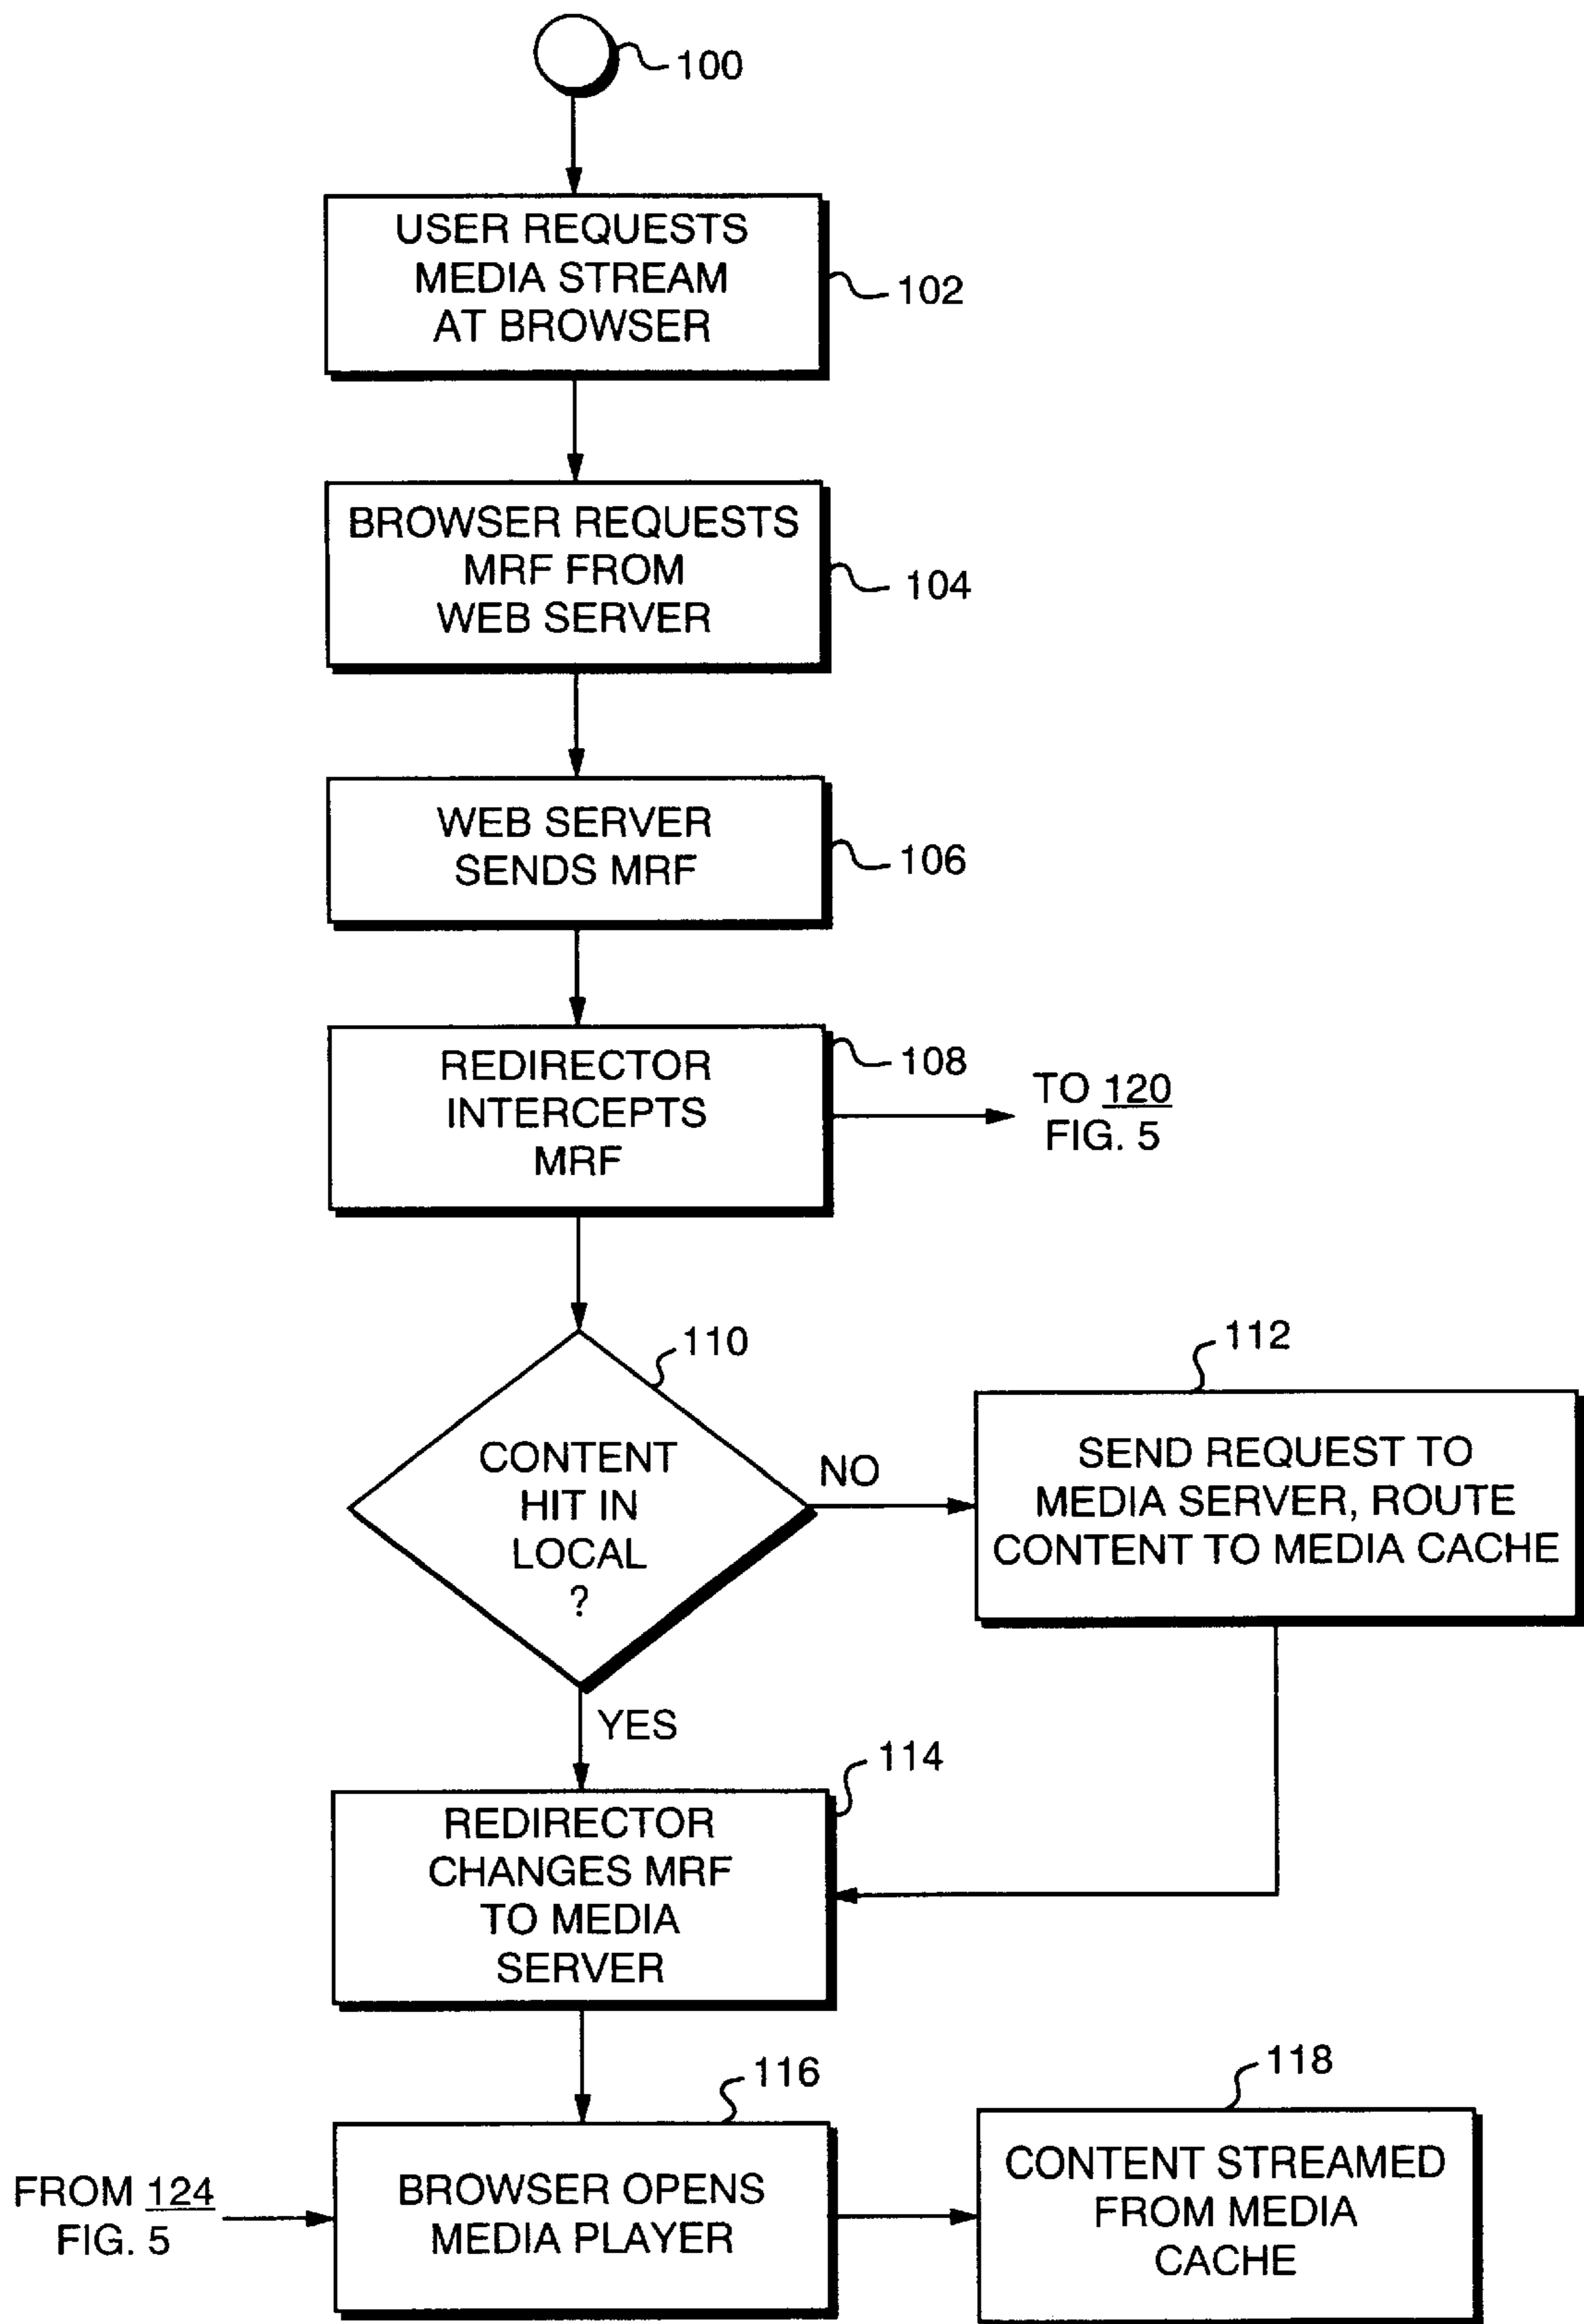 100
USER REQUESTS
MEDIA STREAM
AT BROWSER
102
BROWSER REQUESTS
MRF FROM
WEB SERVER
104
WEB SERVER
SENDS MRF
106
REDIRECTOR
INTERCEPTS
MRF
108
TO 120
FIG. 5
110
CONTENT
HIT IN
LOCAL
?
NO
112
SEND REQUEST TO
MEDIA SERVER, ROUTE
CONTENT TO MEDIA CACHE
YES
114
REDIRECTOR
CHANGES MRF
TO MEDIA
SERVER
116
FROM 124
FIG. 5
BROWSER OPENS
MEDIA PLAYER
118
CONTENT STREAMED
FROM MEDIA
CACHE